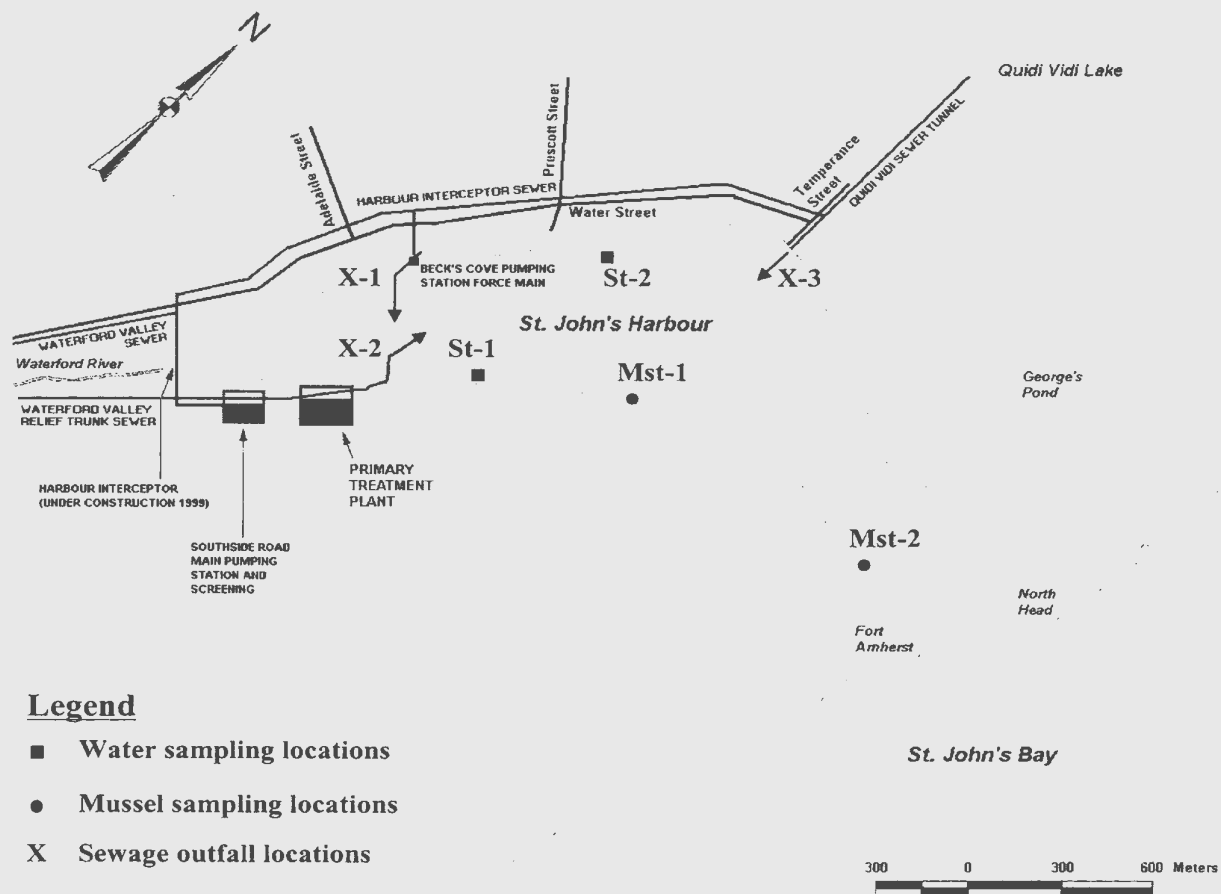 N
Quidi Vidi Lake
Adelaide Street
HARBOUR INTERCEPTOR SEWER
Prescott Street
Water Street
Temperance
Street
QUIDI VIDI SEWER TUNNEL
X-1
BECK'S COVE PUMPING
STATION FORCE MAIN
St-2
X-3
St. John's Harbour
WATERFORD VALLEY
SEWER
X-2
St-1
Mst-1
Waterford River
George's
Pond
WATERFORD VALLEY
RELIEF TRUNK SEWER
HARBOUR INTERCEPTOR
(UNDER CONSTRUCTION 1999)
PRIMARY
TREATMENT
PLANT
SOUTHSIDE ROAD
MAIN PUMPING
STATION AND
SCREENING
Mst-2
North
Head
Fort
Amherst
Legend
Water sampling locations
Mussel sampling locations
X Sewage outfall locations
St. John's Bay
300 0 300 600 Meters